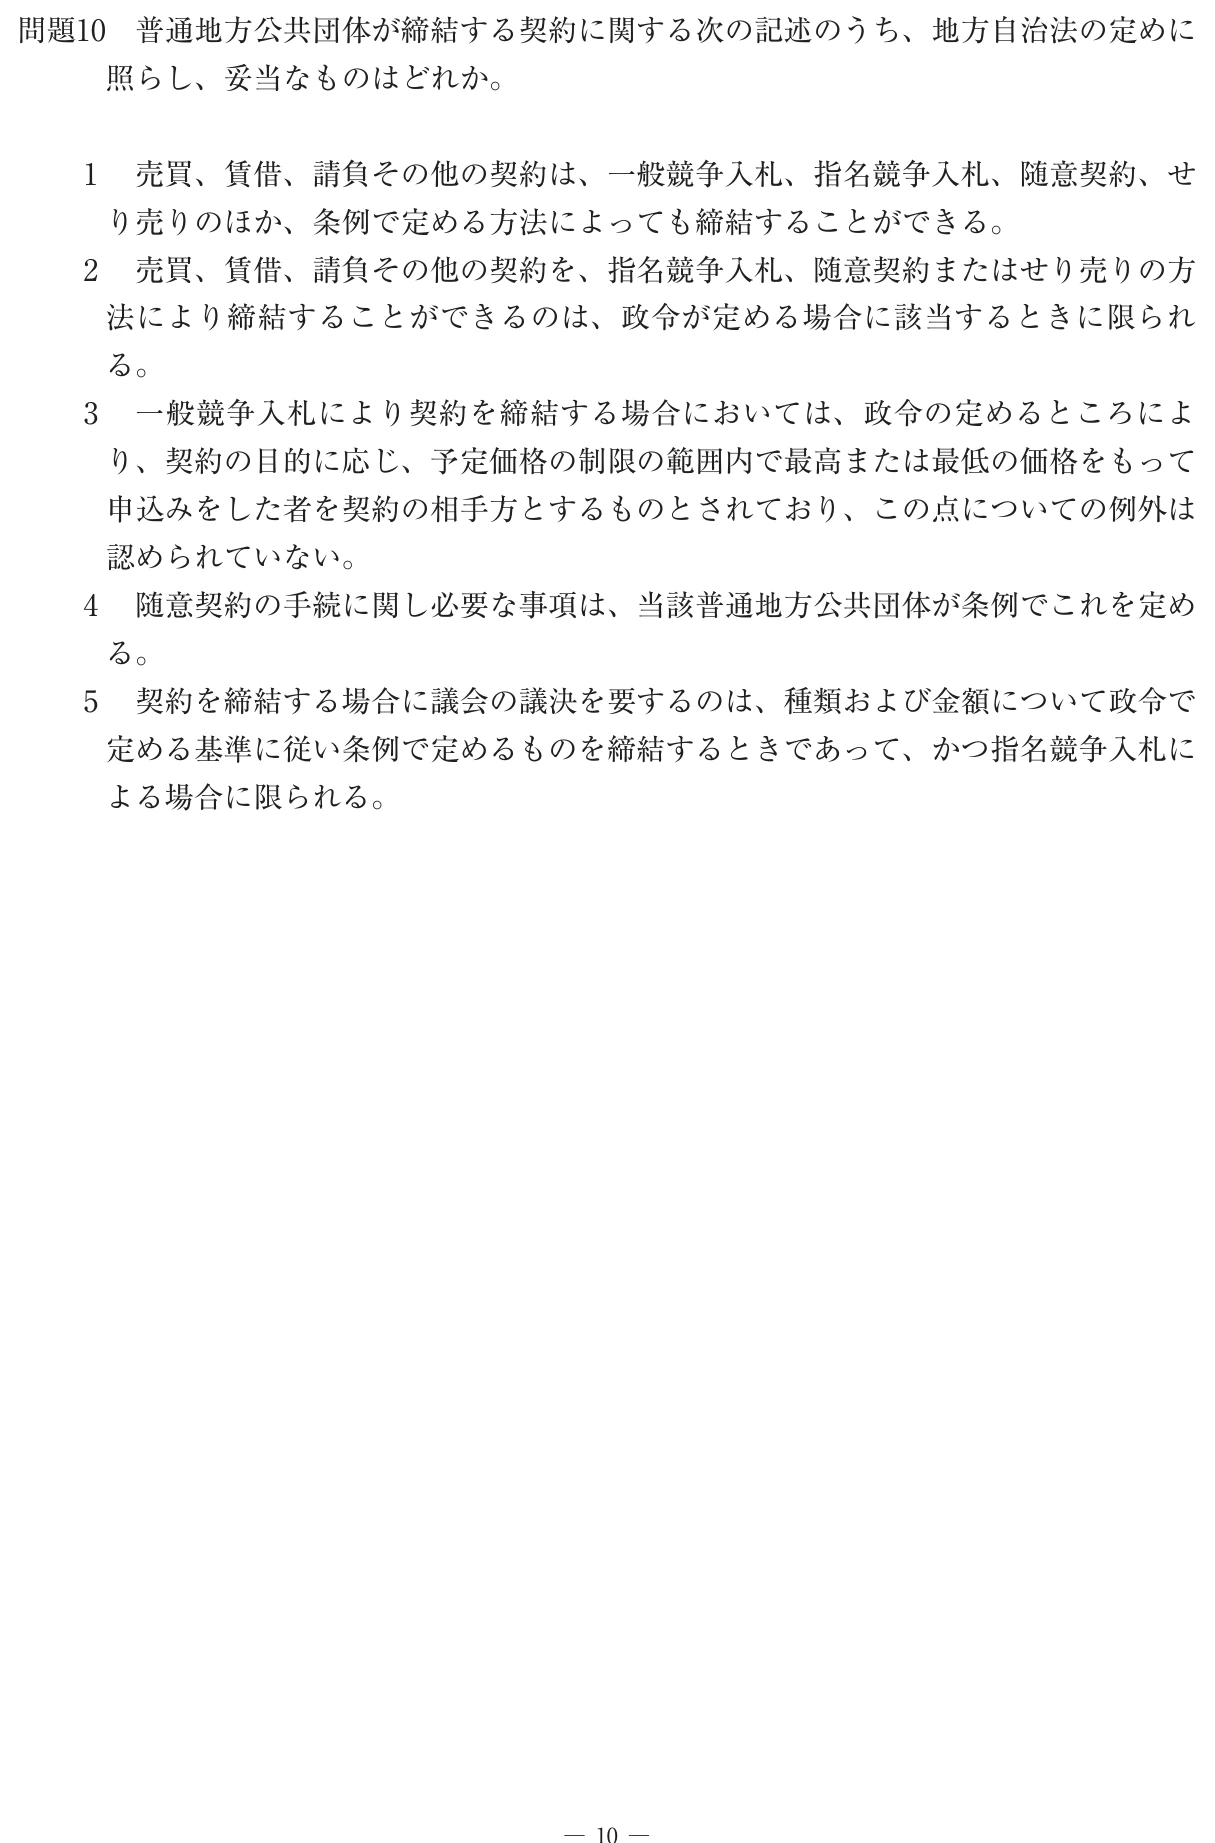 問題10　普通地方公共団体が締結する契約に関する次の記述のうち、地方自治法の定めに
照らし、妥当なものはどれか。
1　売買、賃借、請負その他の契約は、一般競争入札、指名競争入札、随意契約、せ
り売りのほか、条例で定める方法によっても締結することができる。
2　売買、賃借、請負その他の契約を、指名競争入札、随意契約またはせり売りの方
法により締結することができるのは、政令が定める場合に該当するときに限られ
る。
3　一般競争入札により契約を締結する場合においては、政令の定めるところによ
り、契約の目的に応じ、予定価格の制限の範囲内で最高または最低の価格をもって
申込みをした者を契約の相手方とするものとされており、この点についての例外は
認められていない。
4　随意契約の手続に関し必要な事項は、当該普通地方公共団体が条例でこれを定め
る。
5　契約を締結する場合に議会の議決を要するのは、種類および金額について政令で
定める基準に従い条例で定めるものを締結するときであって、かつ指名競争入札に
よる場合に限られる。
― 10 ―